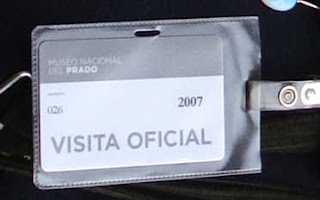 MUSEO NACIONAL
DEL PRADO
026 2007
VISITA OFICIAL